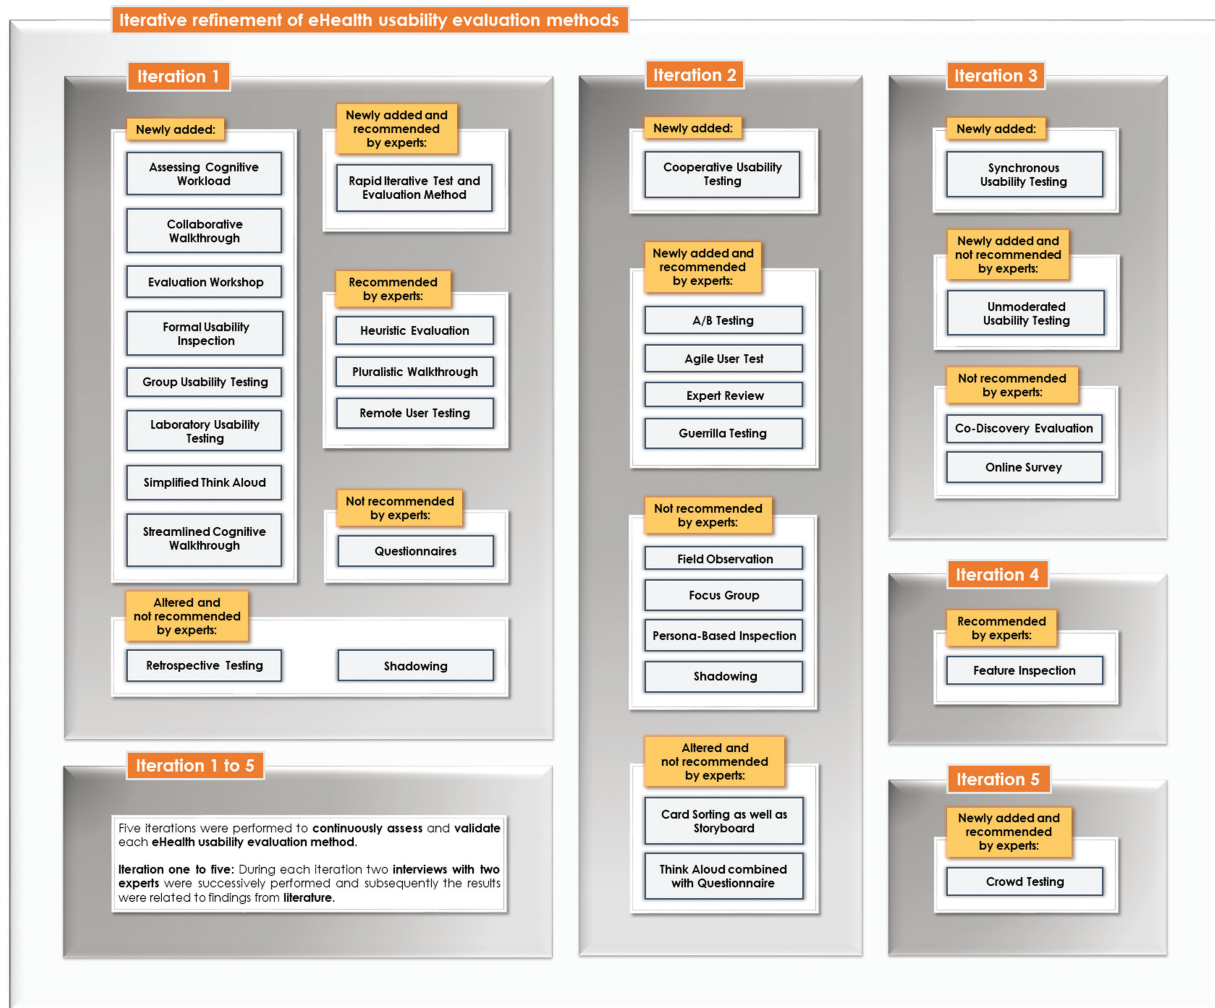 Iterative refinement of eHealth usability evaluation methods
Iteration 1
Newly added:
Assessing Cognitive
Workload
Collaborative
Walkthrough
Evaluation Workshop
Formal Usability
Inspection
Group Usability Testing
Laboratory Usability
Testing
Simplified Think Aloud
Streamlined Cognitive
Walkthrough
Newly added and
recommended
by experts:
Rapid Iterative Test and
Evaluation Method
Recommended
by experts:
Heuristic Evaluation
Pluralistic Walkthrough
Remote User Testing
Not recommended
by experts:
Questionnaires
Altered and
not recommended
by experts:
Retrospective Testing
Shadowing
Iteration 1 to 5
Five iterations were performed to continuously assess and validate
each eHealth usability evaluation method.
Iteration one to five: During each iteration two interviews with two
experts were successively performed and subsequently the results
were related to findings from literature.
Iteration 2
Newly added:
Cooperative Usability
Testing
Newly added and
recommended
by experts:
A/B Testing
Agile User Test
Expert Review
Guerrilla Testing
Not recommended
by experts:
Field Observation
Focus Group
Persona-Based Inspection
Shadowing
Altered and
not recommended
by experts:
Card Sorting as well as
Storyboard
Think Aloud combined
with Questionnaire
Iteration 3
Newly added:
Synchronous
Usability Testing
Newly added and
not recommended
by experts:
Unmoderated
Usability Testing
Not recommended
by experts:
Co-Discovery Evaluation
Online Survey
Iteration 4
Recommended
by experts:
Feature Inspection
Iteration 5
Newly added and
recommended
by experts:
Crowd Testing